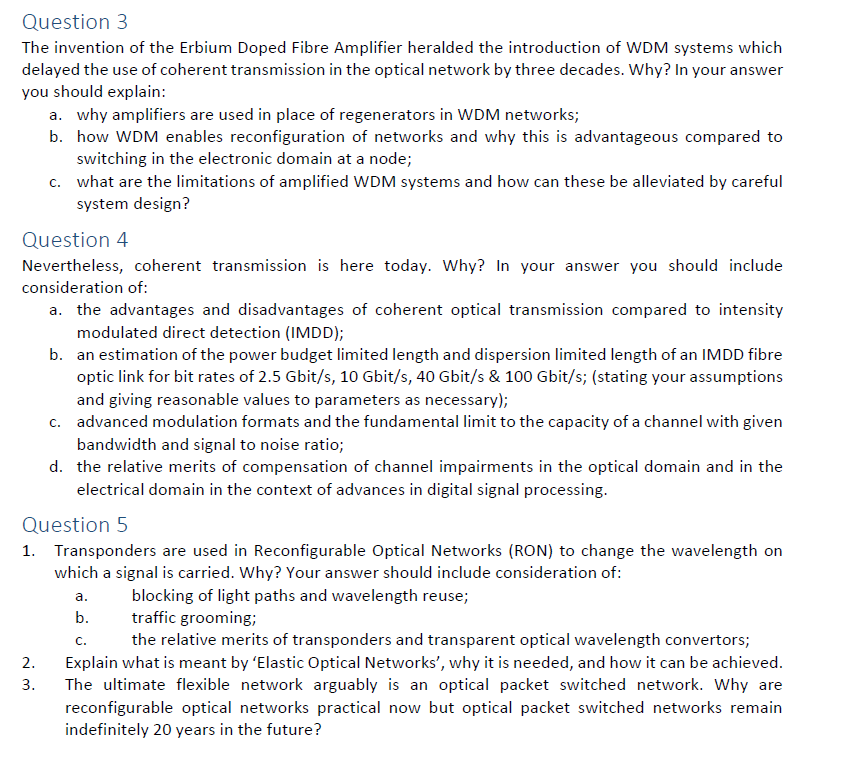 Question 3
The invention of the Erbium Doped Fibre Amplifier heralded the introduction of WDM systems which
delayed the use of coherent transmission in the optical network by three decades. Why? In your answer
you should explain:
a. why amplifiers are used in place of regenerators in WDM networks;
b. how WDM enables reconfiguration of networks and why this is advantageous compared to
switching in the electronic domain at a node;
c. what are the limitations of amplified WDM systems and how can these be alleviated by careful
system design?
Question 4
Nevertheless, coherent transmission is here today. Why? In your answer you should include
consideration of:
a. the advantages and disadvantages of coherent optical transmission compared to intensity
modulated direct detection (IMDD);
b. an estimation of the power budget limited length and dispersion limited length of an IMDD fibre
optic link for bit rates of 2.5 Gbit/s, 10 Gbit/s, 40 Gbit/s & 100 Gbit/s; (stating your assumptions
and giving reasonable values to parameters as necessary);
c. advanced modulation formats and the fundamental limit to the capacity of a channel with given
bandwidth and signal to noise ratio;
d. the relative merits of compensation of channel impairments in the optical domain and in the
electrical domain in the context of advances in digital signal processing.
Question 5
1. Transponders are used in Reconfigurable Optical Networks (RON) to change the wavelength on
which a signal is carried. Why? Your answer should include consideration of:
a. blocking of light paths and wavelength reuse;
b. traffic grooming;
c. the relative merits of transponders and transparent optical wavelength convertors;
2. Explain what is meant by ‘Elastic Optical Networks’, why it is needed, and how it can be achieved.
3. The ultimate flexible network arguably is an optical packet switched network. Why are
reconfigurable optical networks practical now but optical packet switched networks remain
indefinitely 20 years in the future?